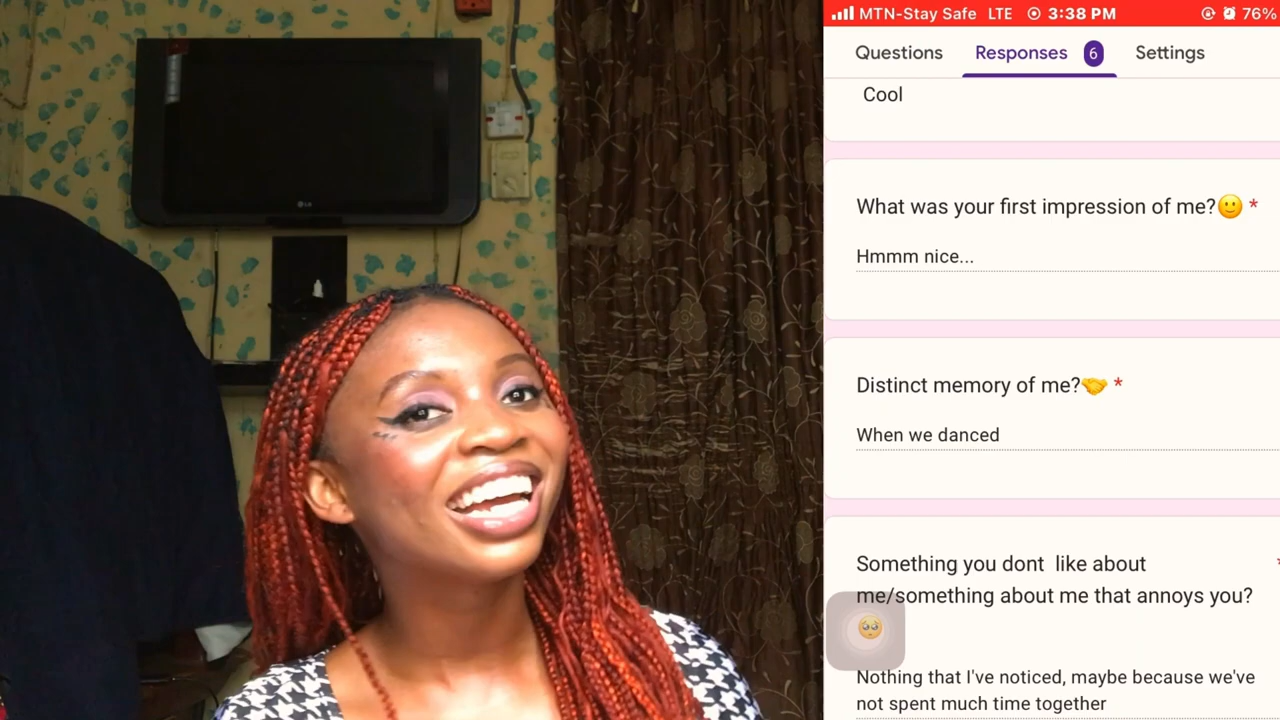 LG
MTN-Stay Safe LTE 3:38 PM 76%
Questions Responses 6 Settings
Cool
What was your first impression of me?🙂 *
Hmmm nice...
Distinct memory of me?🤝 *
When we danced
Something you dont like about *
me/something about me that annoys you?
🥺
Nothing that I've noticed, maybe because we've
not spent much time together